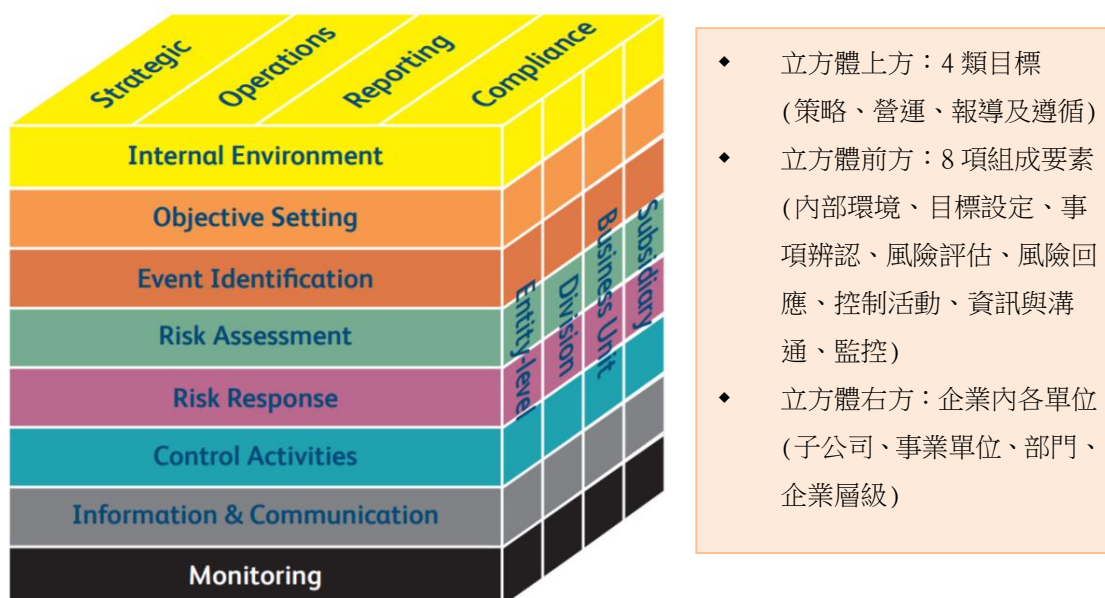 Strategic
Operations
Reporting
Compliance
Internal Environment
Objective Setting
Event Identification
Risk Assessment
Risk Response
Control Activities
Information & Communication
Monitoring
Entity-level
Division
Business Unit
Subsidiary
◆ 立方體上方：4 類目標
(策略、營運、報導及遵循)
◆ 立方體前方：8 項組成要素
(內部環境、目標設定、事
項辨認、風險評估、風險回
應、控制活動、資訊與溝
通、監控)
◆ 立方體右方：企業內各單位
(子公司、事業單位、部門、
企業層級)